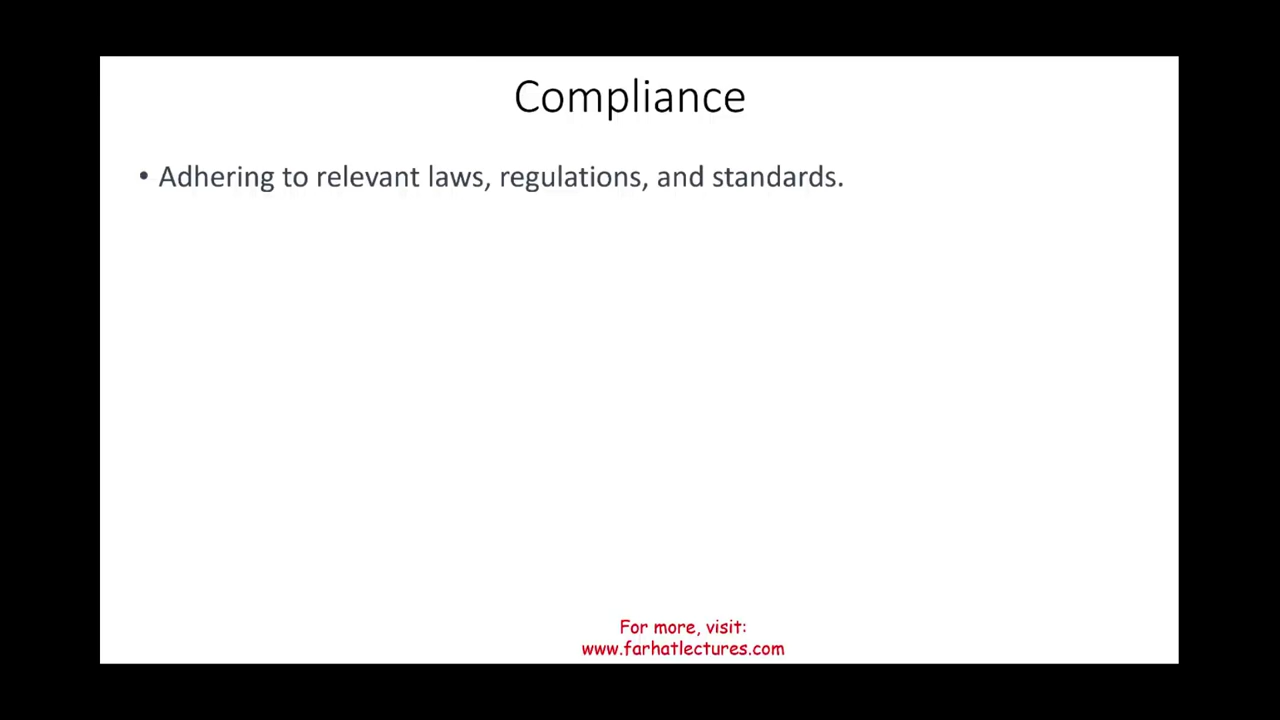 Compliance
• Adhering to relevant laws, regulations, and standards.
For more, visit:
www.farhatlectures.com